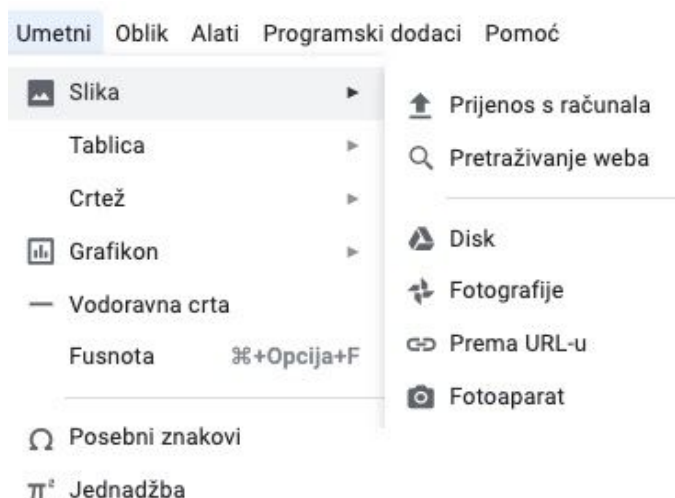 Umetni Oblik Alati Programski dodaci Pomoć
Slika
Tablica
Crtež
Grafikon
Vodoravna crta
Fusnota ⌘+Opcija+F
Posebni znakovi
Jednadžba
Prijenos s računala
Pretraživanje weba
Disk
Fotografije
Prema URL-u
Fotoaparat